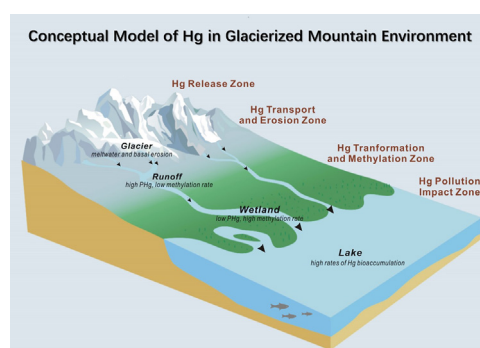 Conceptual Model of Hg in Glacierized Mountain Environment
Hg Release Zone
Hg Transport
and Erosion Zone
Glacier
meltwater and basal erosion
Hg Tranformation
and Methylation Zone
Runoff
high PHg, low methylation rate
Hg Pollution
Impact Zone
Wetland
low PHg, high methylation rate
Lake
high rates of Hg bioaccumulation